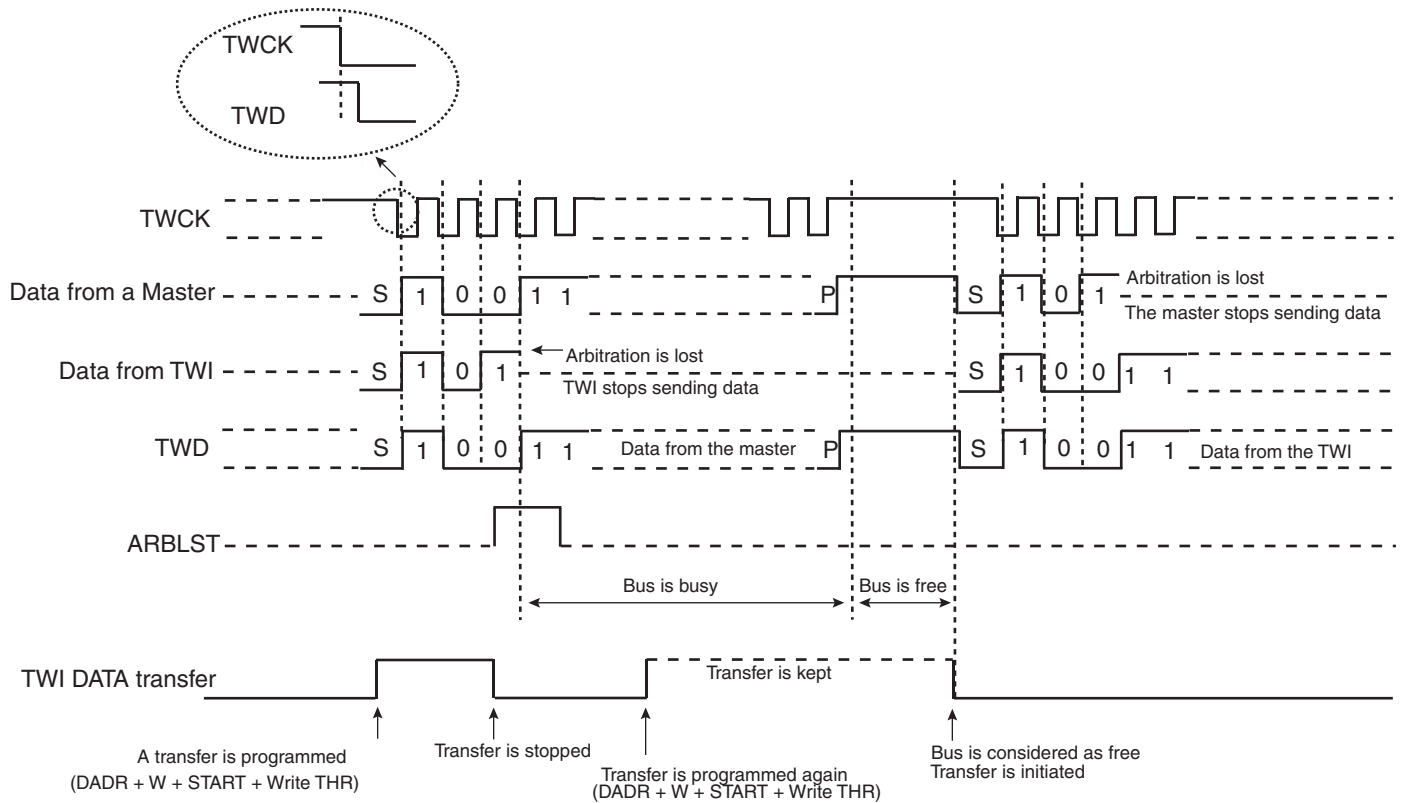 TWCK
TWD
TWCK
Data from a Master S 1 0 0 1 1 P S 1 0 1 Arbitration is lost
The master stops sending data
Data from TWI S 1 0 1 Arbitration is lost S 1 0 0 1 1
TWI stops sending data
TWD S 1 0 0 1 1 Data from the master P S 1 0 0 1 1 Data from the TWI
ARBLST
Bus is busy Bus is free
TWI DATA transfer Transfer is kept
A transfer is programmed
(DADR + W + START + Write THR)
Transfer is stopped
Transfer is programmed again
(DADR + W + START + Write THR)
Bus is considered as free
Transfer is initiated